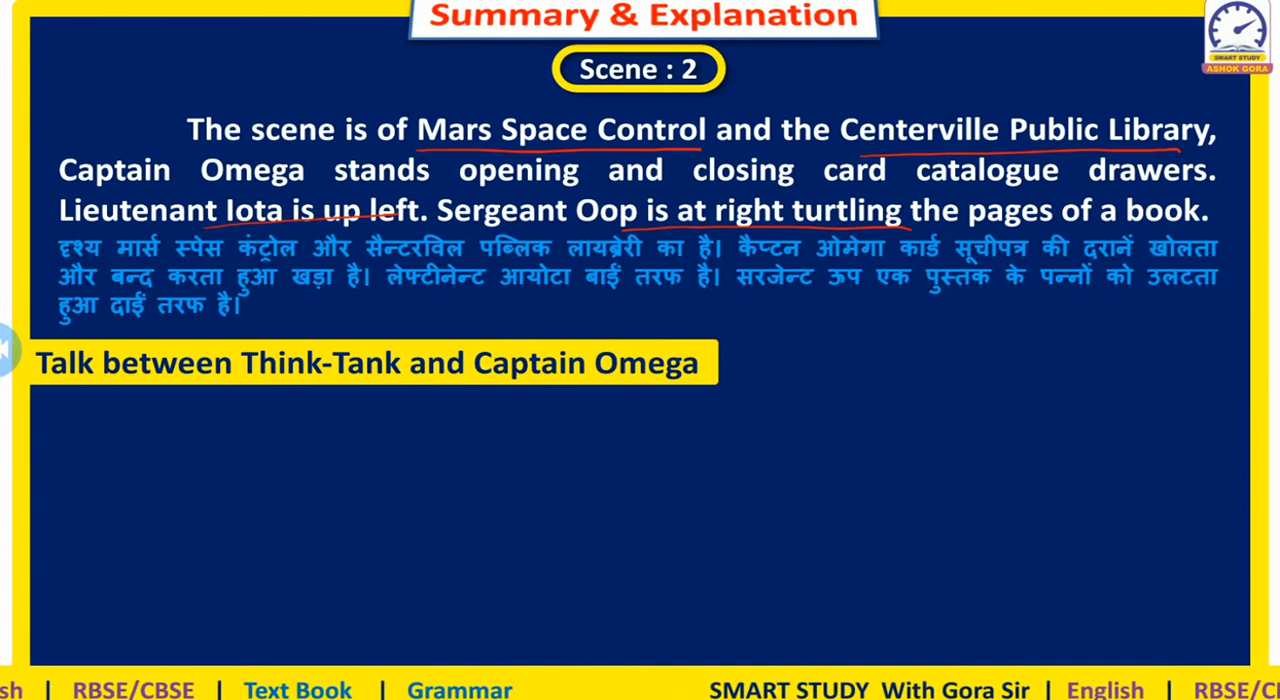 Summary & Explanation
Scene : 2
The scene is of Mars Space Control and the Centerville Public Library,
Captain Omega stands opening and closing card catalogue drawers.
Lieutenant Iota is up left. Sergeant Oop is at right turtling the pages of a book.
दृश्य मार्स स्पेस कंट्रोल और सैन्टरविल पब्लिक लायब्रेरी का है। कैप्टन ओमेगा कार्ड सूचीपत्र की दरानें खोलता
और बन्द करता हुआ खड़ा है। लेफ्टीनेन्ट आयोटा बाईं तरफ है। सरजेन्ट ऊप एक पुस्तक के पन्नों को उलटता
हुआ दाईं तरफ है।
Talk between Think-Tank and Captain Omega
SMART STUDY
ASHOK GORA
sh | RBSE/CBSE | Text Book | Grammar SMART STUDY With Gora Sir | English | RBSE/CB